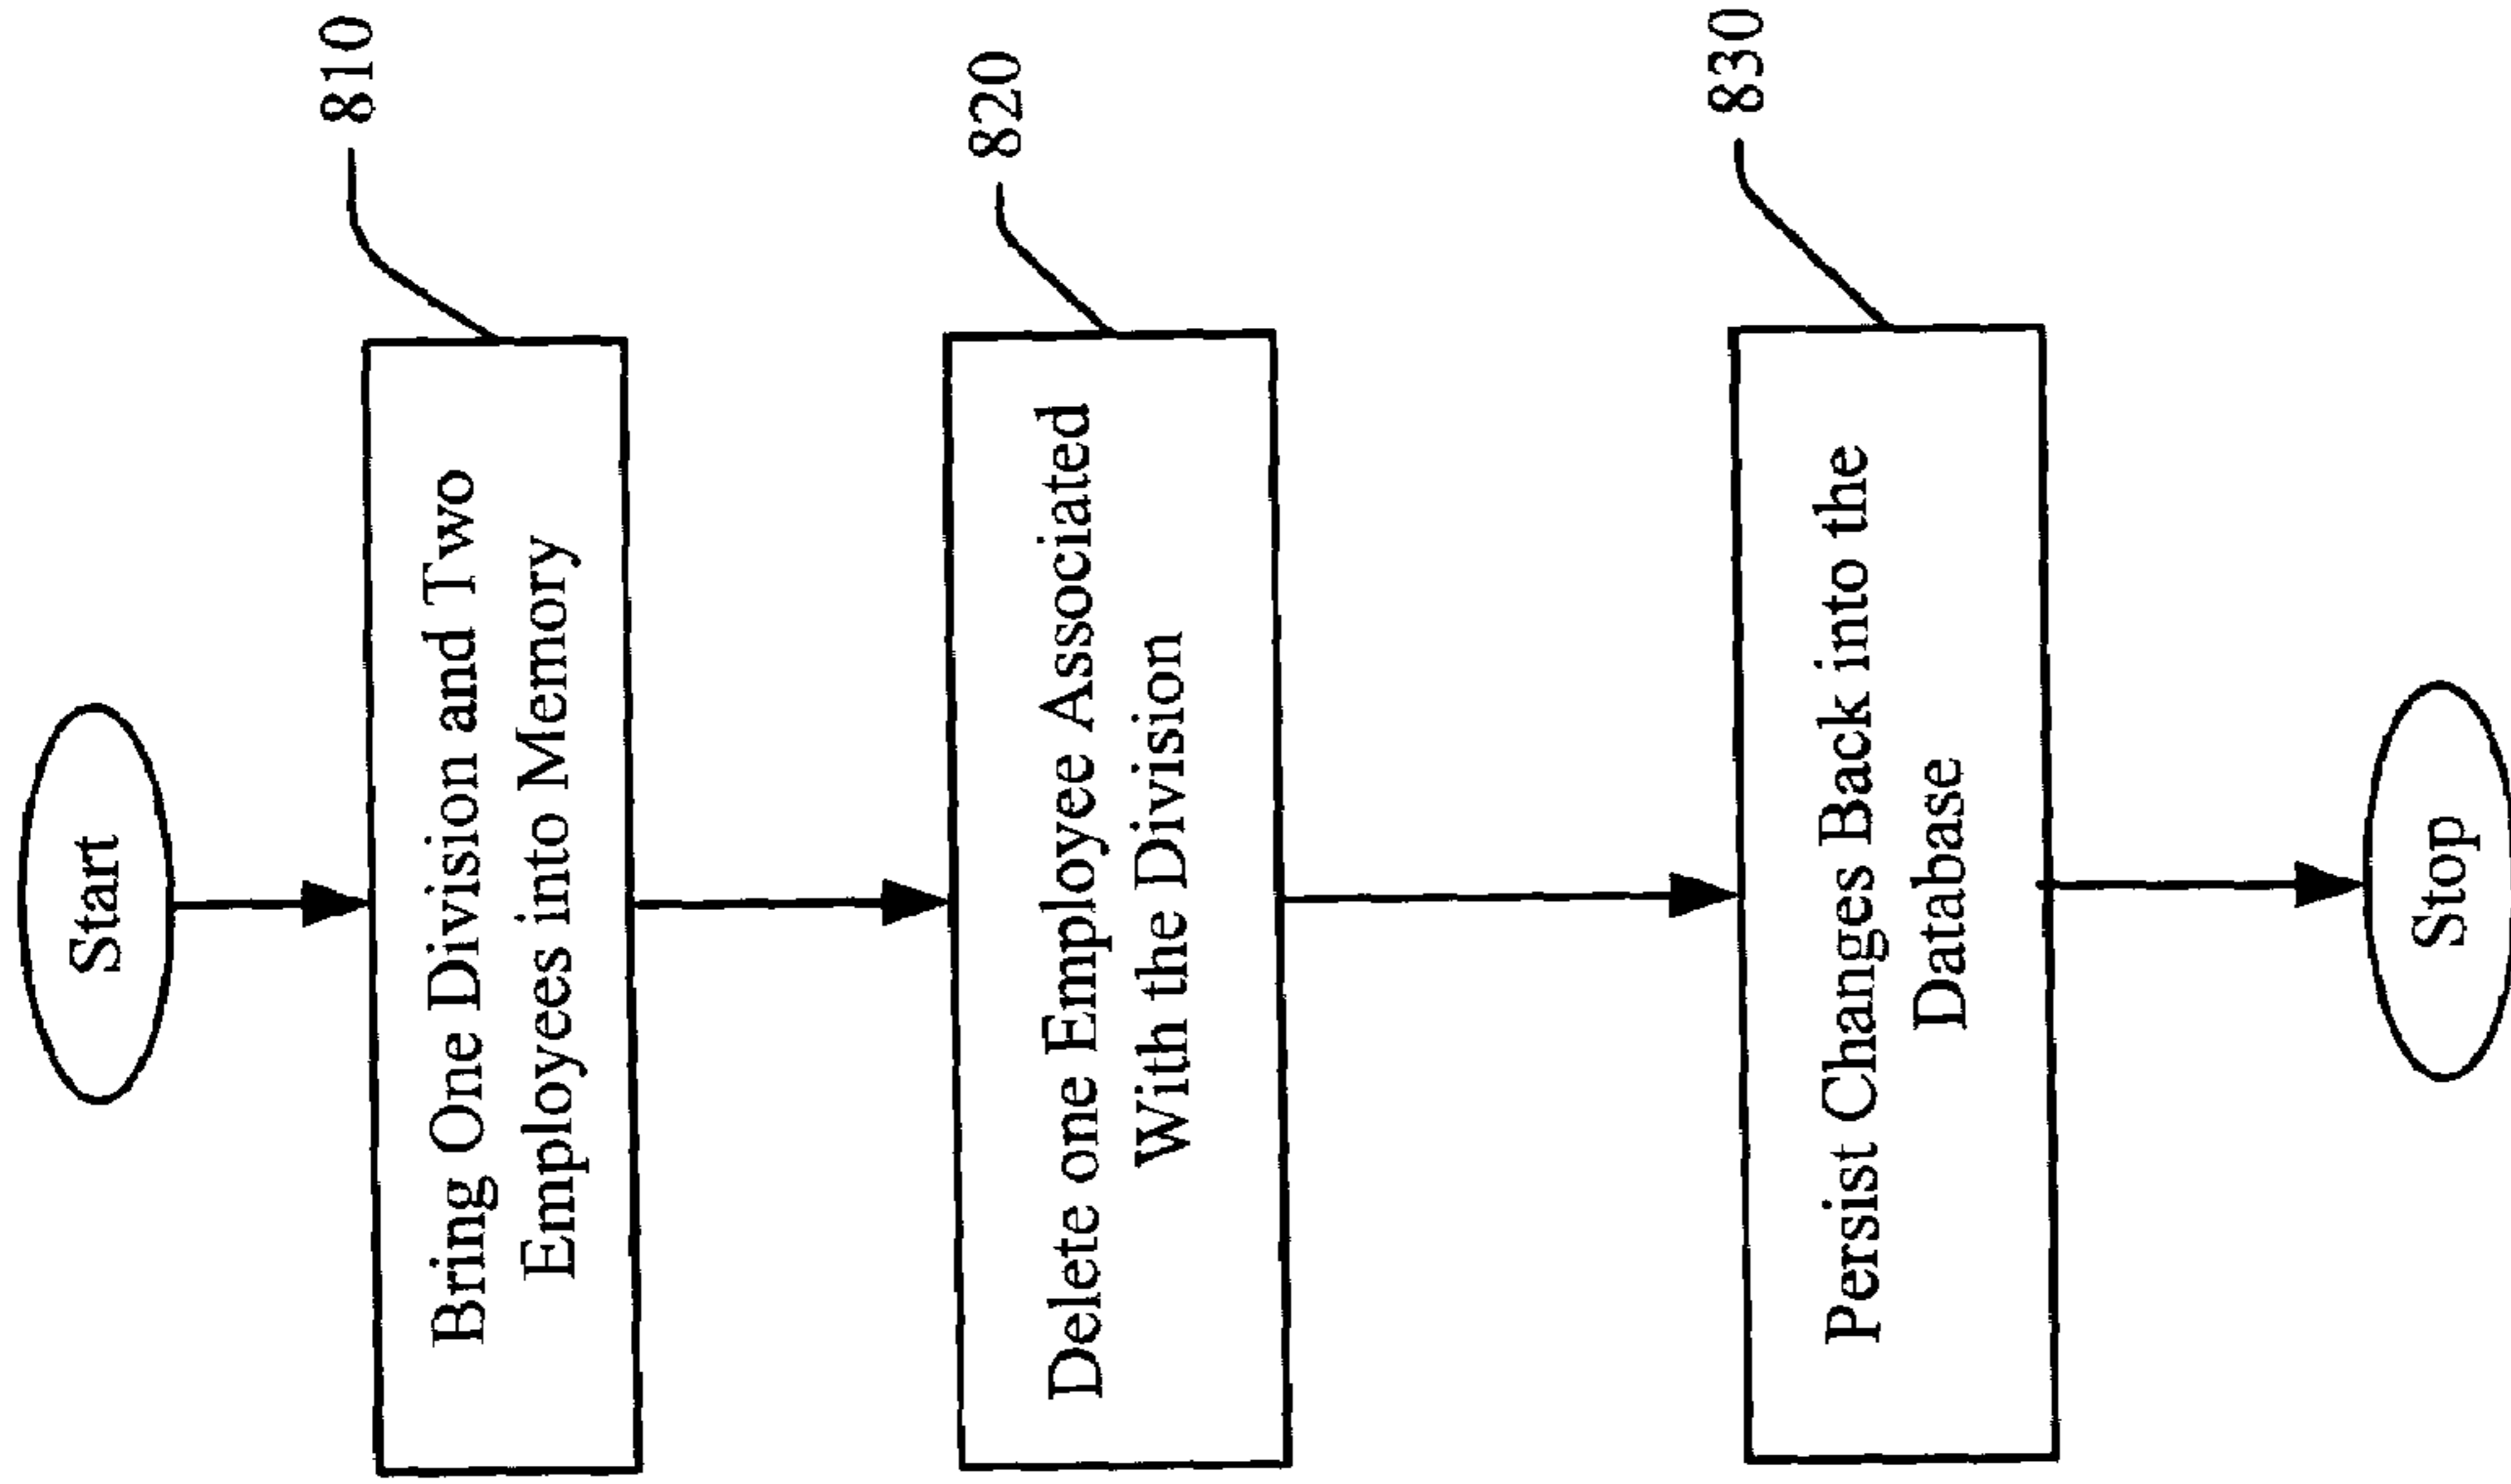 Start
810
Bring One Division and Two
Employees into Memory
820
Delete one Employee Associated
With the Division
830
Persist Changes Back into the
Database
Stop